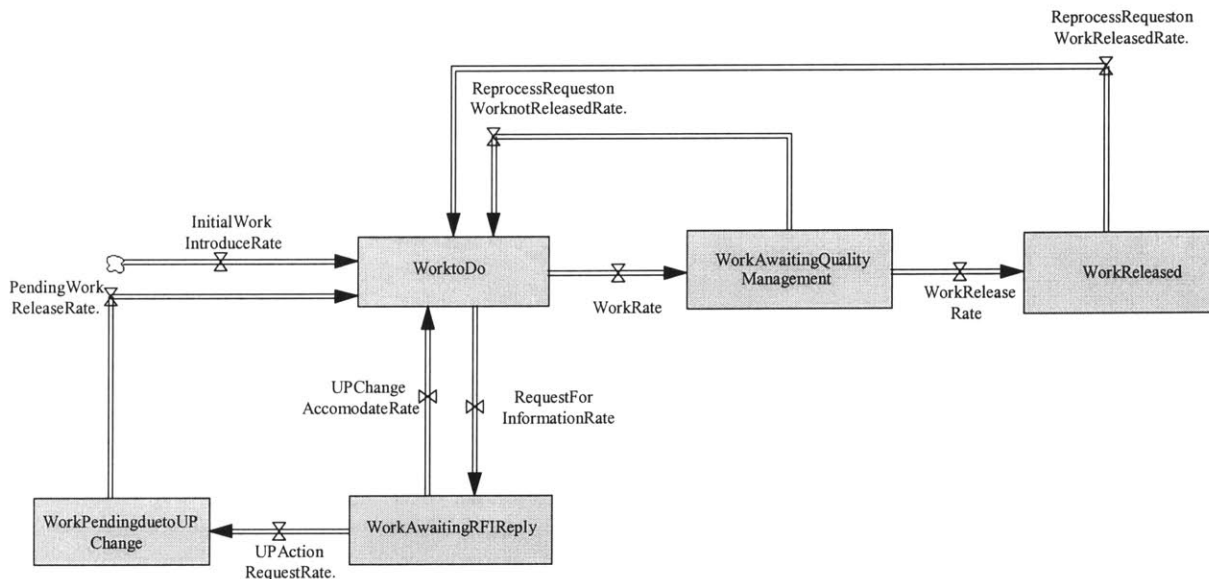 ReprocessRequeston
WorkReleasedRate.
ReprocessRequeston
WorknotReleasedRate.
InitialWork
IntroduceRate
WorktoDo
WorkAwaitingQuality
Management
WorkReleased
PendingWork
ReleaseRate.
WorkRate
WorkRelease
Rate
UPChange
AccomodateRate
RequestFor
InformationRate
WorkPendingduetoUP
Change
WorkAwaitingRFIReply
UPAction
RequestRate.